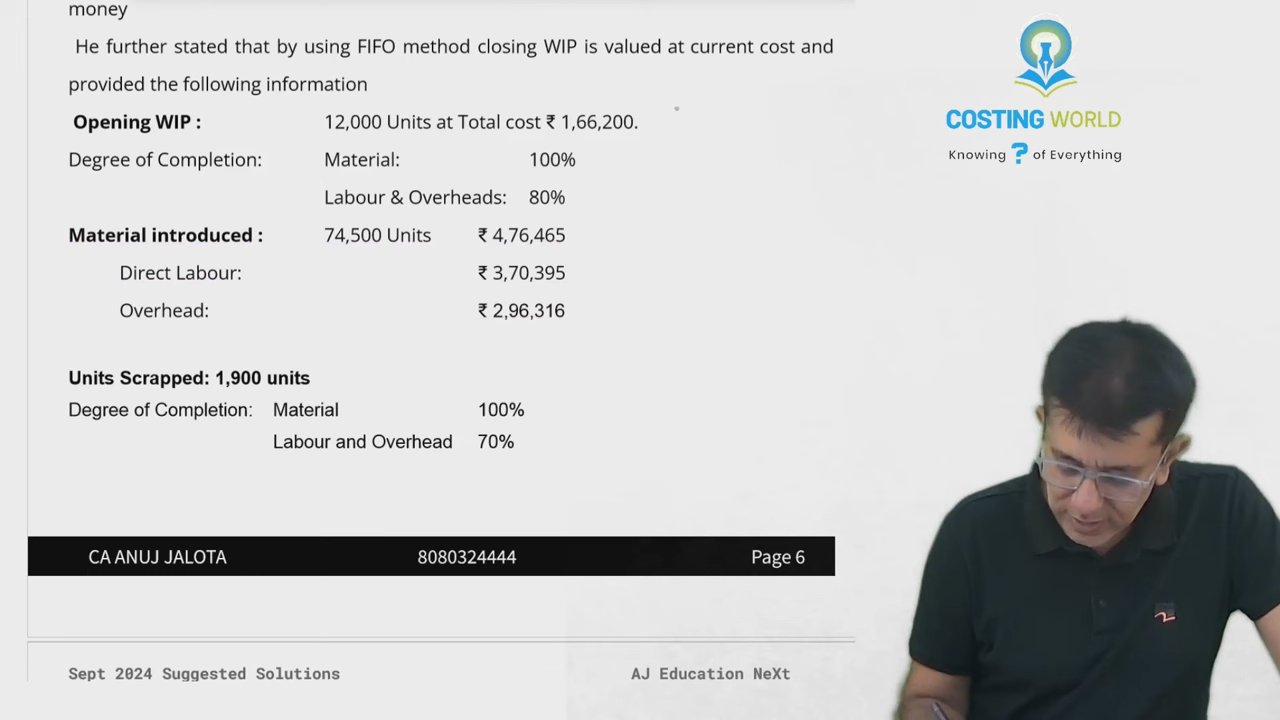 money
He further stated that by using FIFO method closing WIP is valued at current cost and
provided the following information
Opening WIP : 12,000 Units at Total cost ₹ 1,66,200.
Degree of Completion: Material: 100%
Labour & Overheads: 80%
Material introduced : 74,500 Units ₹ 4,76,465
Direct Labour: ₹ 3,70,395
Overhead: ₹ 2,96,316
Units Scrapped: 1,900 units
Degree of Completion: Material 100%
Labour and Overhead 70%
CA ANUJ JALOTA 8080324444 Page 6
Sept 2024 Suggested Solutions AJ Education NeXt
COSTING WORLD
Knowing ? of Everything